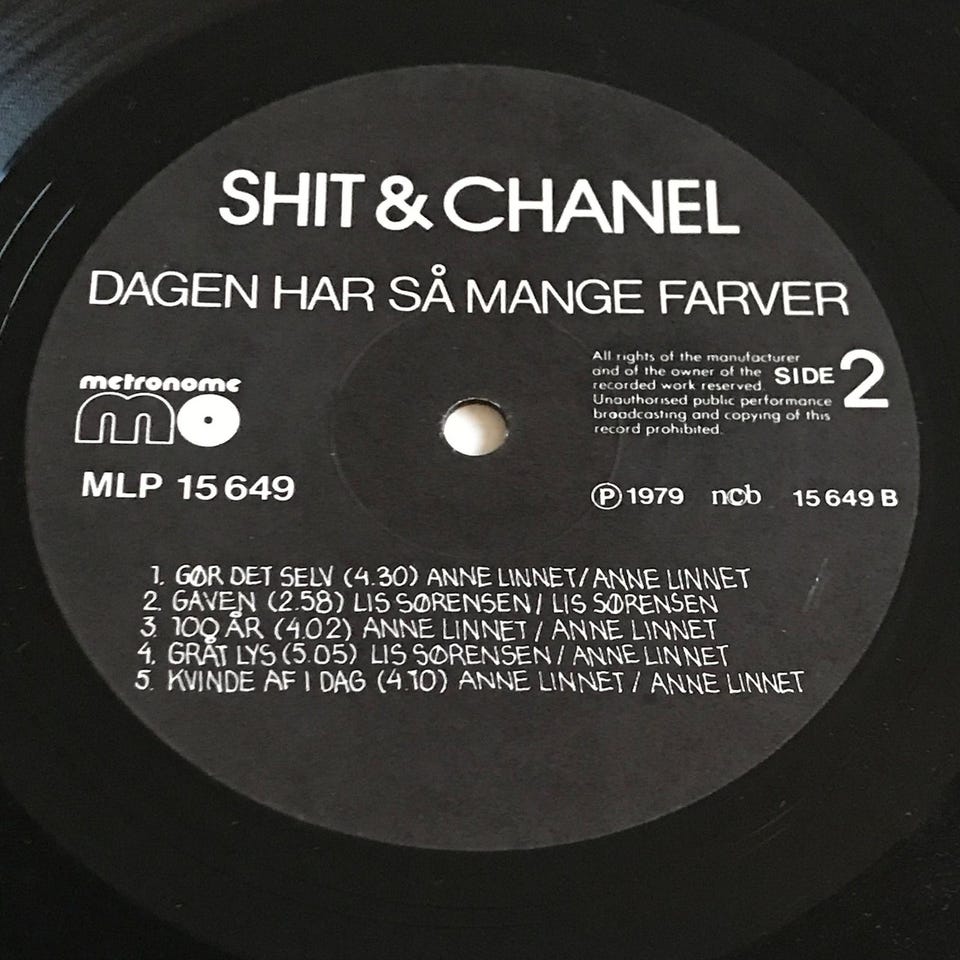 SHIT & CHANEL
DAGEN HAR SÅ MANGE FARVER
metronome
mo
MLP 15 649
All rights of the manufacturer
and of the owner of the
recorded work reserved.
Unauthorised public performance
broadcasting and copying of this
record prohibited.
SIDE 2
Ⓟ 1979 ncb 15 649 B
1. GØR DET SELV (4.30) ANNE LINNET/ANNE LINNET
2. GAVEN (2.58) LIS SØRENSEN / LIS SØRENSEN
3. 100 ÅR (4.02) ANNE LINNET / ANNE LINNET
4. GRÅT LYS (5.05) LIS SØRENSEN / ANNE LINNET
5. KVINDE AF I DAG (4.10) ANNE LINNET / ANNE LINNET